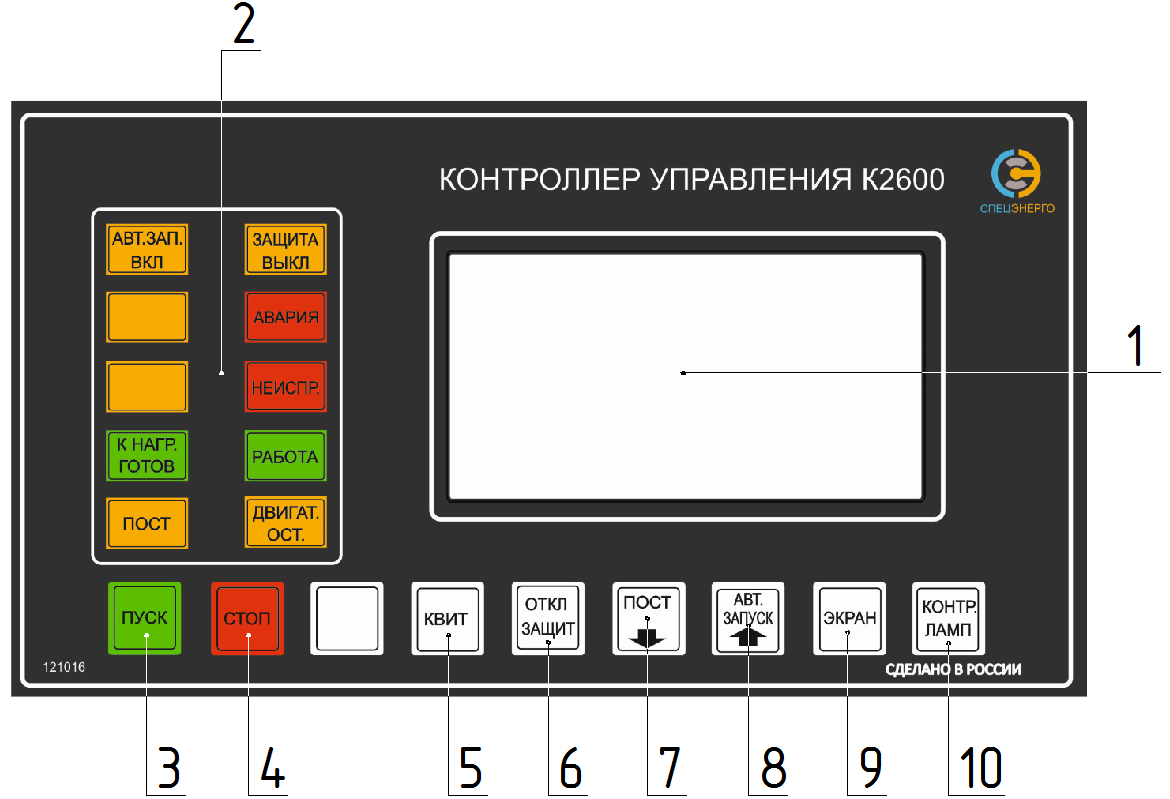 2
КОНТРОЛЛЕР УПРАВЛЕНИЯ К2600
СПЕЦЭНЕРГО
АВТ.ЗАП.
ВКЛ
ЗАЩИТА
ВЫКЛ
АВАРИЯ
1
НЕИСПР.
К НАГР.
ГОТОВ
РАБОТА
ПОСТ
ДВИГАТ.
ОСТ.
ПУСК
СТОП
КВИТ
ОТКЛ
ЗАЩИТ
ПОСТ
АВТ.
ЗАПУСК
ЭКРАН
КОНТР.
ЛАМП
121016
СДЕЛАНО В РОССИИ
3 4 5 6 7 8 9 10